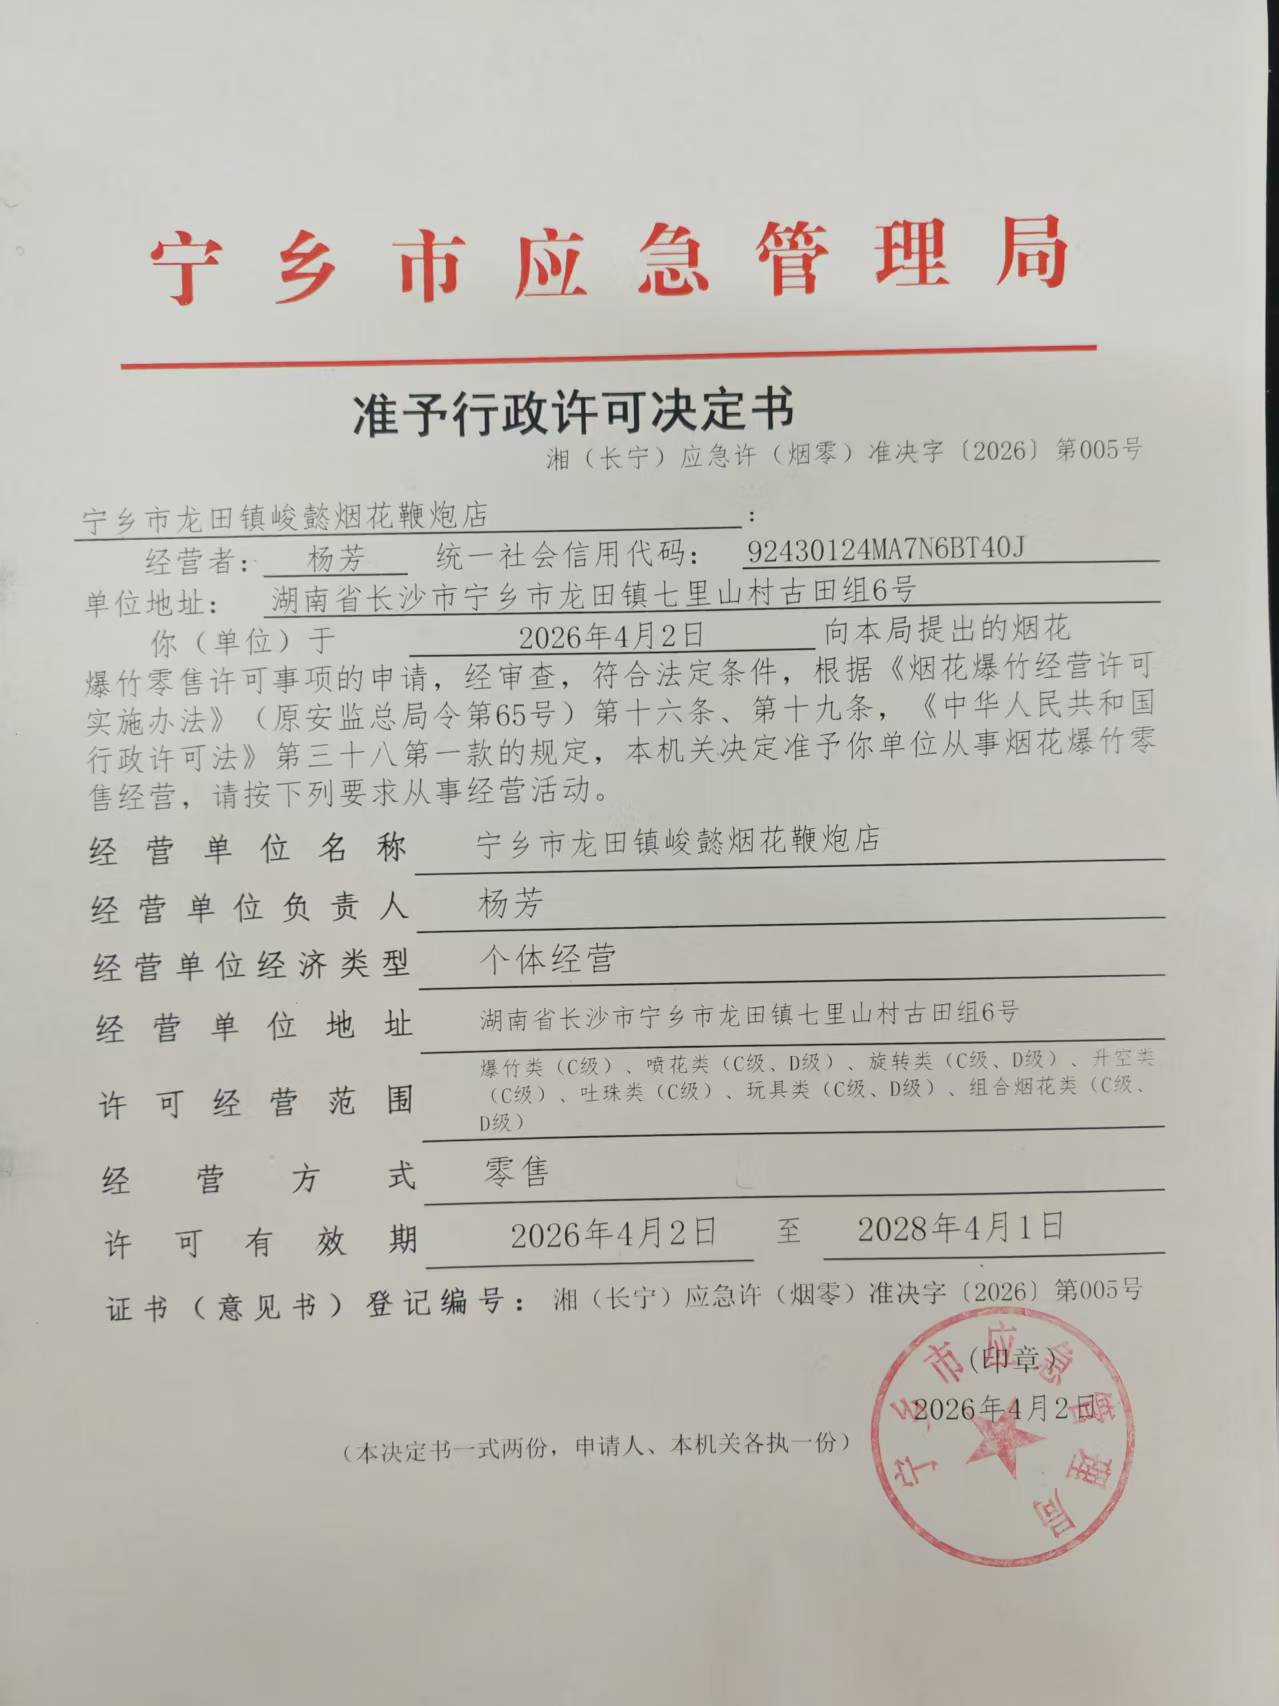 宁乡市应急管理局
准予行政许可决定书
湘（长宁）应急许（烟零）准决字〔2026〕第005号
宁乡市龙田镇峻懿烟花鞭炮店：
经营者： 杨芳 统一社会信用代码： 92430124MA7N6BT40J
单位地址： 湖南省长沙市宁乡市龙田镇七里山村古田组6号
你（单位）于 2026年4月2日 向本局提出的烟花
爆竹零售许可事项的申请，经审查，符合法定条件，根据《烟花爆竹经营许可
实施办法》（原安监总局令第65号）第十六条、第十九条，《中华人民共和国
行政许可法》第三十八第一款的规定，本机关决定准予你单位从事烟花爆竹零
售经营，请按下列要求从事经营活动。
经营单位名称 宁乡市龙田镇峻懿烟花鞭炮店
经营单位负责人 杨芳
经营单位经济类型 个体经营
经营单位地址 湖南省长沙市宁乡市龙田镇七里山村古田组6号
许可经营范围 爆竹类（C级）、喷花类（C级、D级）、旋转类（C级、D级）、升空类
（C级）、吐珠类（C级）、玩具类（C级、D级）、组合烟花类（C级、
D级）
经营方式 零售
许可有效期 2026年4月2日 至 2028年4月1日
证书（意见书）登记编号：湘（长宁）应急许（烟零）准决字〔2026〕第005号
（印章）
2026年4月2日
（本决定书一式两份，申请人、本机关各执一份）
宁乡市应急管理局